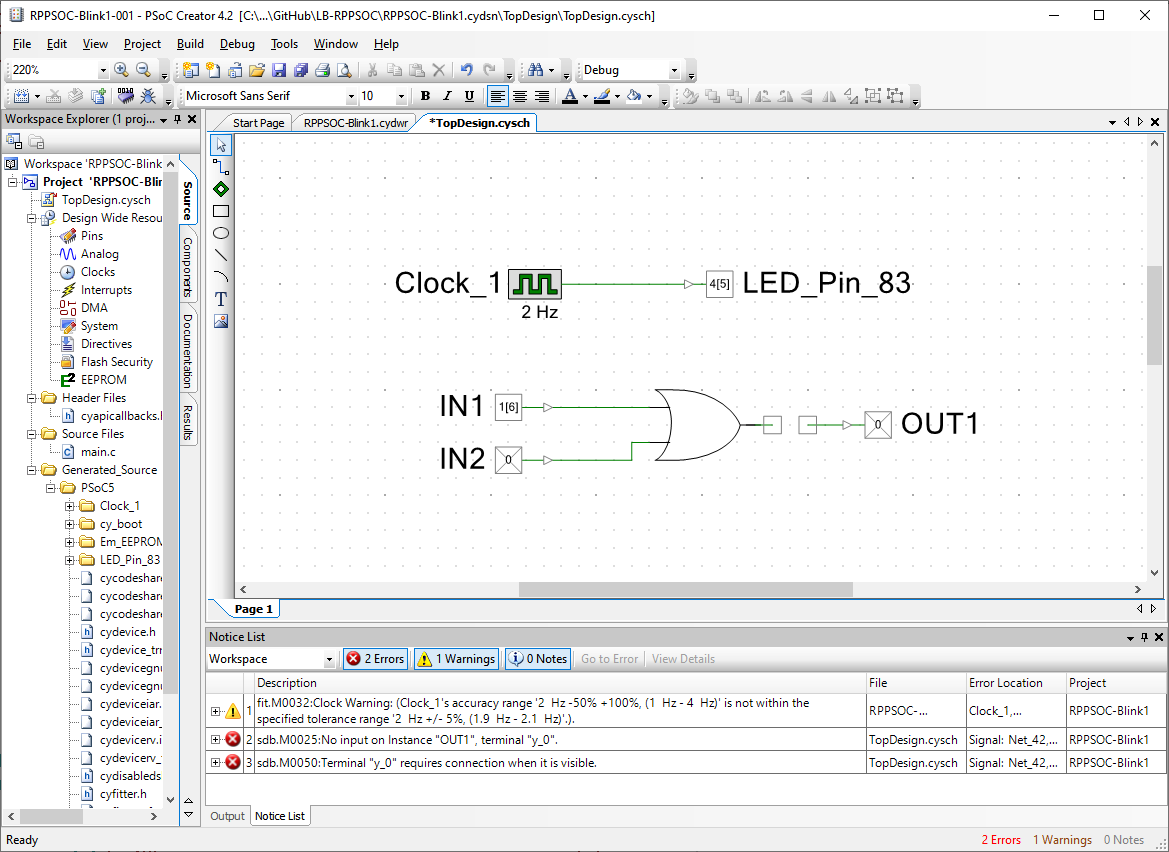 RPPSOC-Blink1-001 - PSoC Creator 4.2 [C:\...\GitHub\LB-RPPSOC\RPPSOC-Blink1.cydsn\TopDesign\TopDesign.cysch]
File Edit View Project Build Debug Tools Window Help
220% Debug
Microsoft Sans Serif 10 B I U A
Workspace Explorer (1 proj...
Start Page RPPSOC-Blink1.cydwr *TopDesign.cysch
Workspace 'RPPSOC-Blink
Project 'RPPSOC-Blin
TopDesign.cysch
Design Wide Resou
Pins
Analog
Clocks
Interrupts
DMA
System
Directives
Flash Security
EEPROM
Header Files
cyapicallbacks.h
Source Files
main.c
Generated_Source
PSoC5
Clock_1
cy_boot
Em_EEPROM
LED_Pin_83
cycodeshare
cycodeshare
cycodeshare
cydevice.h
cydevice_trm
cydevicegnu
cydevicegnu
cydeviceiar.
cydeviceiar_
cydevicerv.i
cydevicerv_
cydisableds
cyfitter.h
Source
Components
Documentation
Results
T
Clock_1
2 Hz
4[5] LED_Pin_83
IN1 1[6]
IN2 0
0 OUT1
Page 1
Notice List
Workspace 2 Errors 1 Warnings 0 Notes Go to Error View Details
Description File Error Location Project
1 fit.M0032:Clock Warning: (Clock_1's accuracy range '2 Hz -50% +100%, (1 Hz - 4 Hz)' is not within the
specified tolerance range '2 Hz +/- 5%, (1.9 Hz - 2.1 Hz)'.). RPPSOC-... Clock_1,... RPPSOC-Blink1
2 sdb.M0025:No input on Instance "OUT1", terminal "y_0". TopDesign.cysch Signal: Net_42,... RPPSOC-Blink1
3 sdb.M0050:Terminal "y_0" requires connection when it is visible. TopDesign.cysch Signal: Net_42,... RPPSOC-Blink1
Output Notice List
Ready 2 Errors 1 Warnings 0 Notes